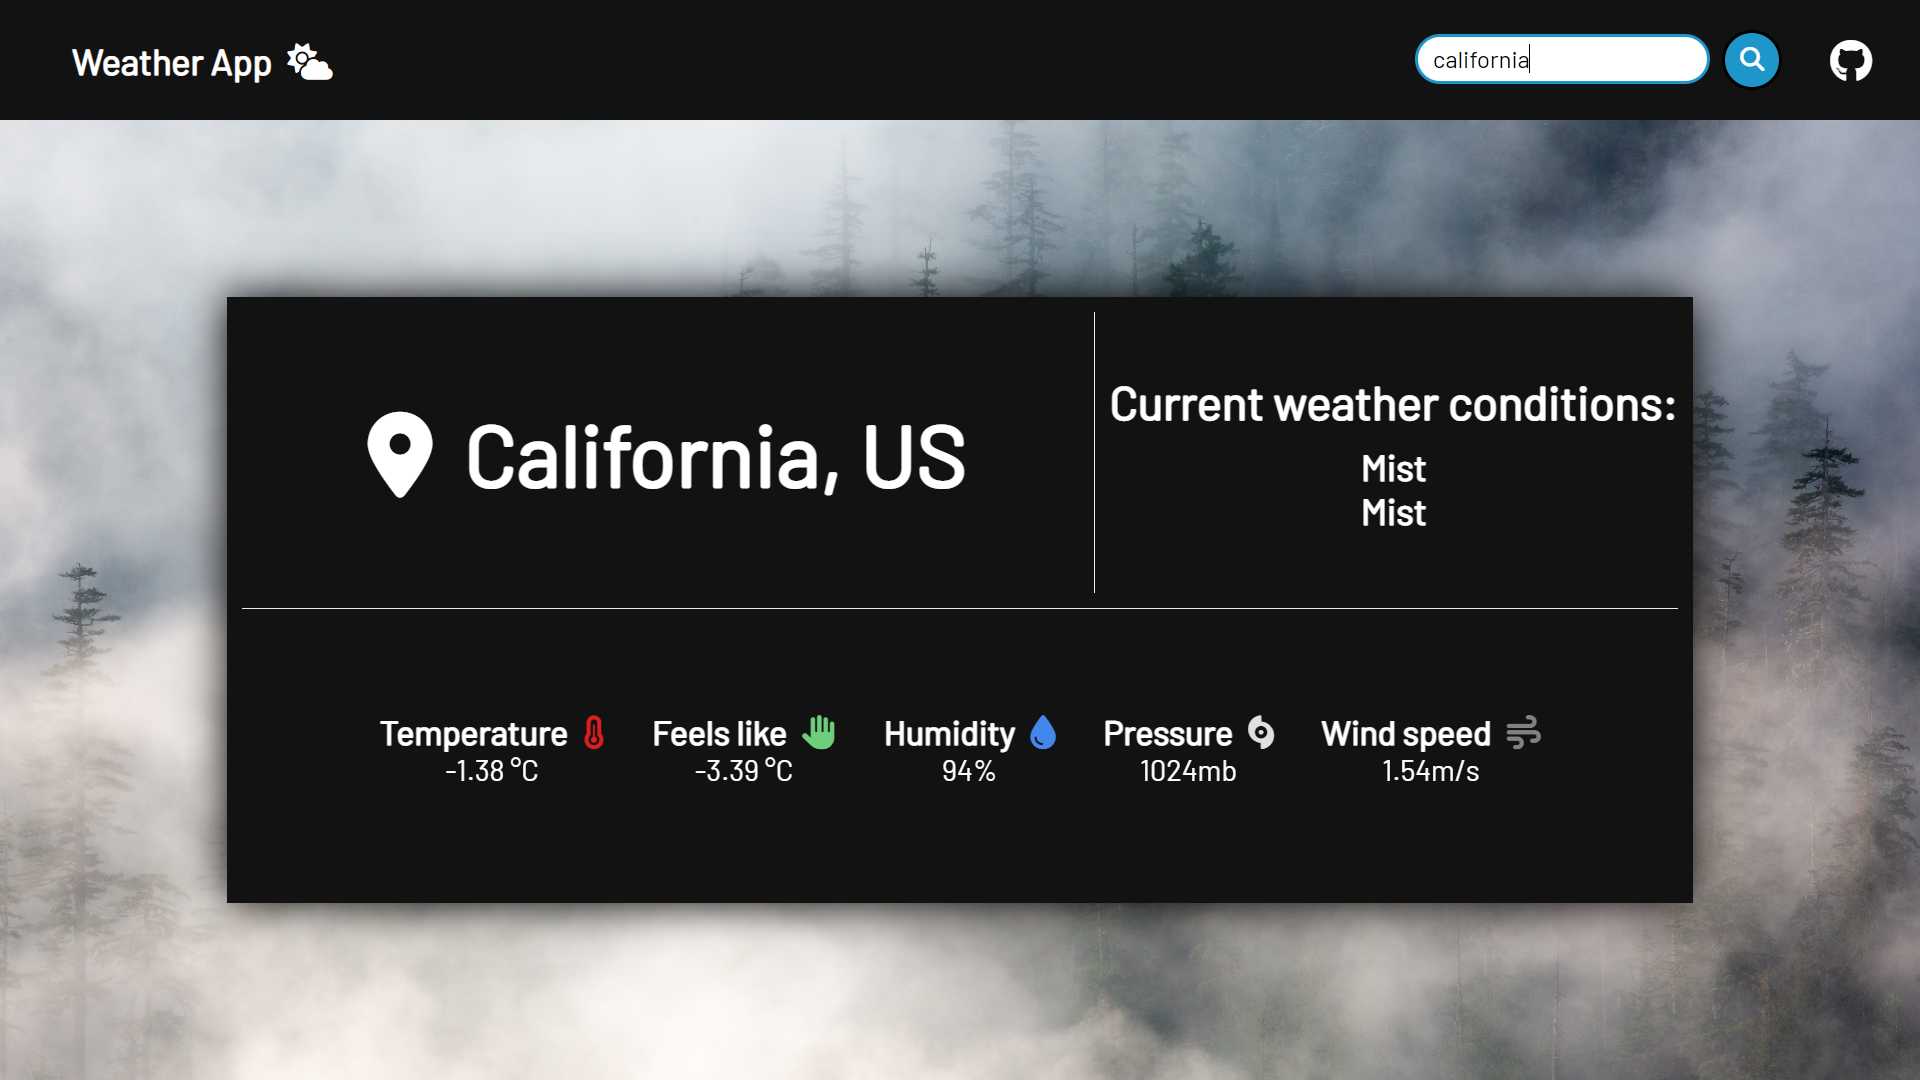 Weather App
california
California, US
Current weather conditions:
Mist
Mist
Temperature
-1.38 °C
Feels like
-3.39 °C
Humidity
94%
Pressure
1024mb
Wind speed
1.54m/s